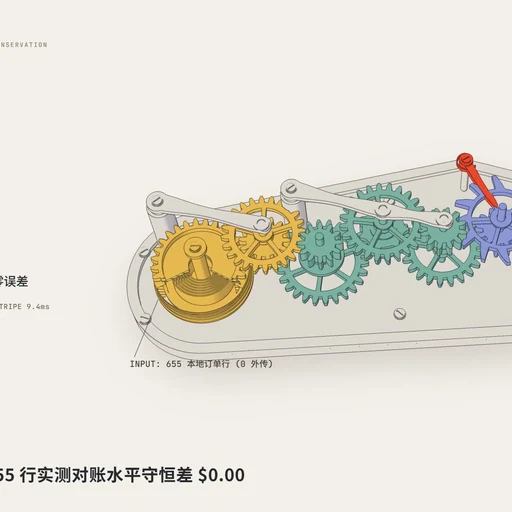 NSERVATION
零误差
TRIPE 9.4ms
INPUT: 655 本地订单行 (0 外传)
55 行实测对账水平守恒差 $0.00